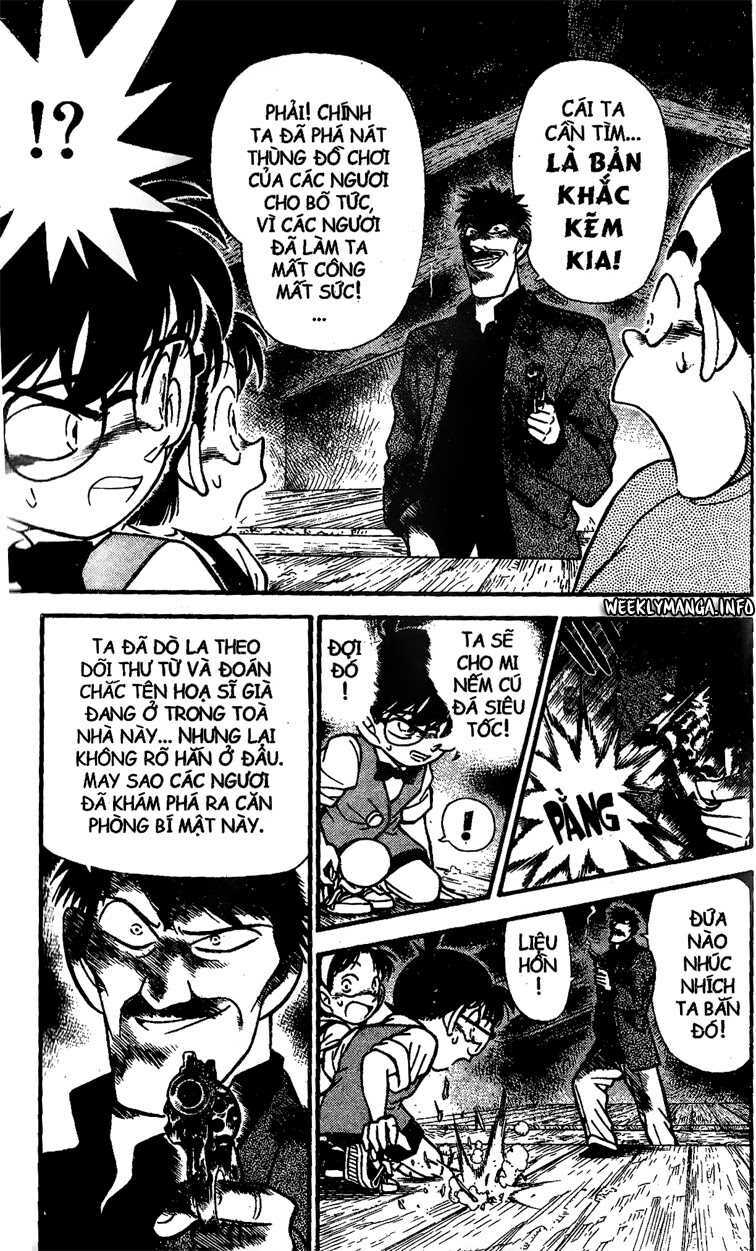 CÁI TA
CẦN TÌM...
LÀ BẢN
KHẮC
KẼM
KIA!
PHẢI! CHÍNH
TA ĐÃ PHÁ NÁT
THÙNG ĐỒ CHƠI
CỦA CÁC NGƯƠI
CHO BÕ TỨC,
VÌ CÁC NGƯƠI
ĐÃ LÀM TA
MẤT CÔNG
MẤT SỨC!
...
!?
WEEKLYMANGA.INFO
PẰNG
TA SẼ
CHO MI
NẾM CÚ
ĐÁ SIÊU
TỐC!
ĐỢI
ĐÓ
!
!
TA ĐÃ DÒ LA THEO
DÕI THƯ TỪ VÀ ĐOÁN
CHẮC TÊN HOẠ SĨ GIÀ
ĐANG Ở TRONG TOÀ
NHÀ NÀY... NHƯNG LẠI
KHÔNG RÕ HẮN Ở ĐÂU.
MAY SAO CÁC NGƯƠI
ĐÃ KHÁM PHÁ RA CĂN
PHÒNG BÍ MẬT NÀY.
ĐỨA
NÀO
NHÚC
NHÍCH
TA BẮN
ĐÓ!
LIỆU
HỒN
!